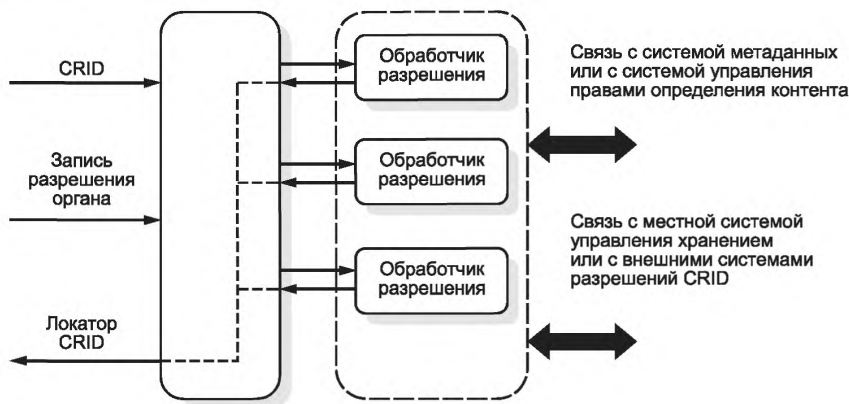 CRID
Запись
разрешения
органа
Локатор
CRID
Обработчик
разрешения
Обработчик
разрешения
Обработчик
разрешения
Связь с системой метаданных
или с системой управления
правами определения контента
Связь с местной системой
управления хранением
или с внешними системами
разрешений CRID